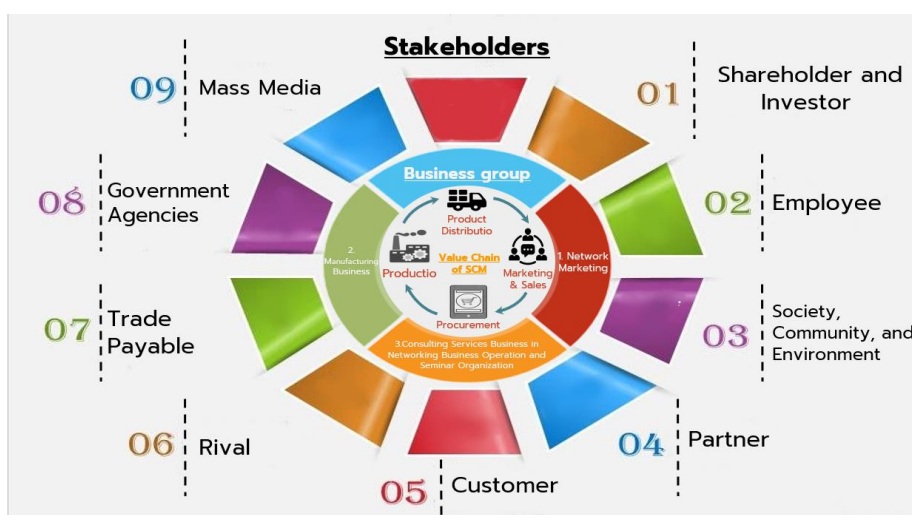 Stakeholders
01
Shareholder and
Investor
02
Employee
03
Society,
Community, and
Environment
04
Partner
05
Customer
06
Rival
07
Trade
Payable
08
Government
Agencies
09
Mass Media
Business group
Product
Distributio
1. Network
Marketing
Marketing
& Sales
Value Chain
of SCM
Procurement
Productio
2.
Manufacturing
Business
3.Consulting Services Business in
Networking Business Operation and
Seminar Organization